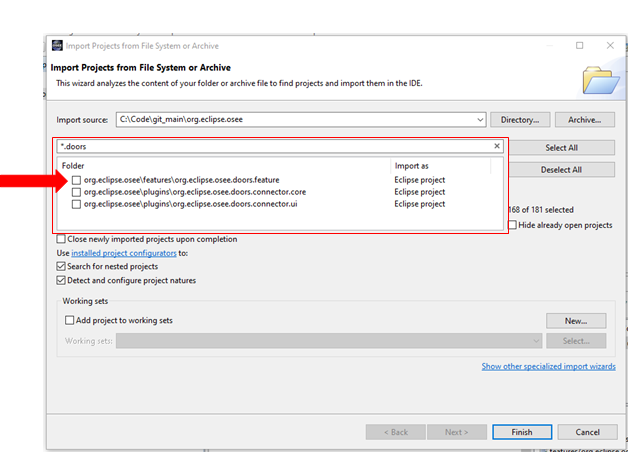 Import Projects from File System or Archive
Import Projects from File System or Archive
This wizard analyzes the content of your folder or archive file to find projects and import them in the IDE.
Import source: C:\Code\git_main\org.eclipse.osee Directory... Archive...
*.doors Select All
Folder Import as Deselect All
org.eclipse.osee\features\org.eclipse.osee.doors.feature Eclipse project
org.eclipse.osee\plugins\org.eclipse.osee.doors.connector.core Eclipse project
org.eclipse.osee\plugins\org.eclipse.osee.doors.connector.ui Eclipse project
168 of 181 selected
Hide already open projects
Close newly imported projects upon completion
Use installed project configurators to:
Search for nested projects
Detect and configure project natures
Working sets
Add project to working sets New...
Working sets: Select...
Show other specialized import wizards
< Back Next > Finish Cancel